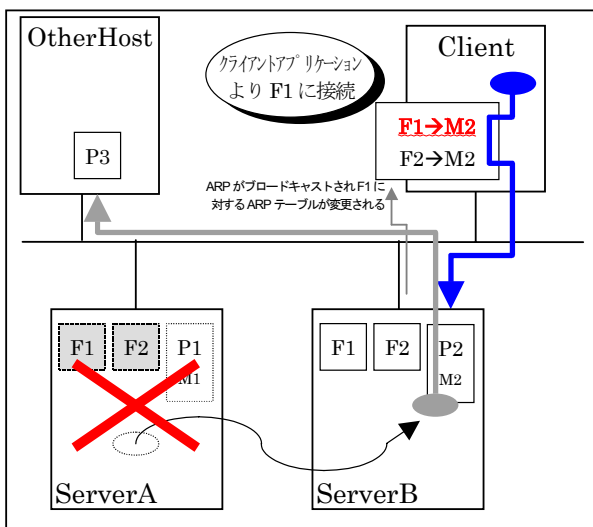 OtherHost
P3
クライアントアプリケーション
より F1 に接続
Client
F1→M2
F2→M2
ARP がブロードキャストされ F1 に
対する ARP テーブルが変更される
F1
F2
P1
M1
ServerA
F1
F2
P2
M2
ServerB